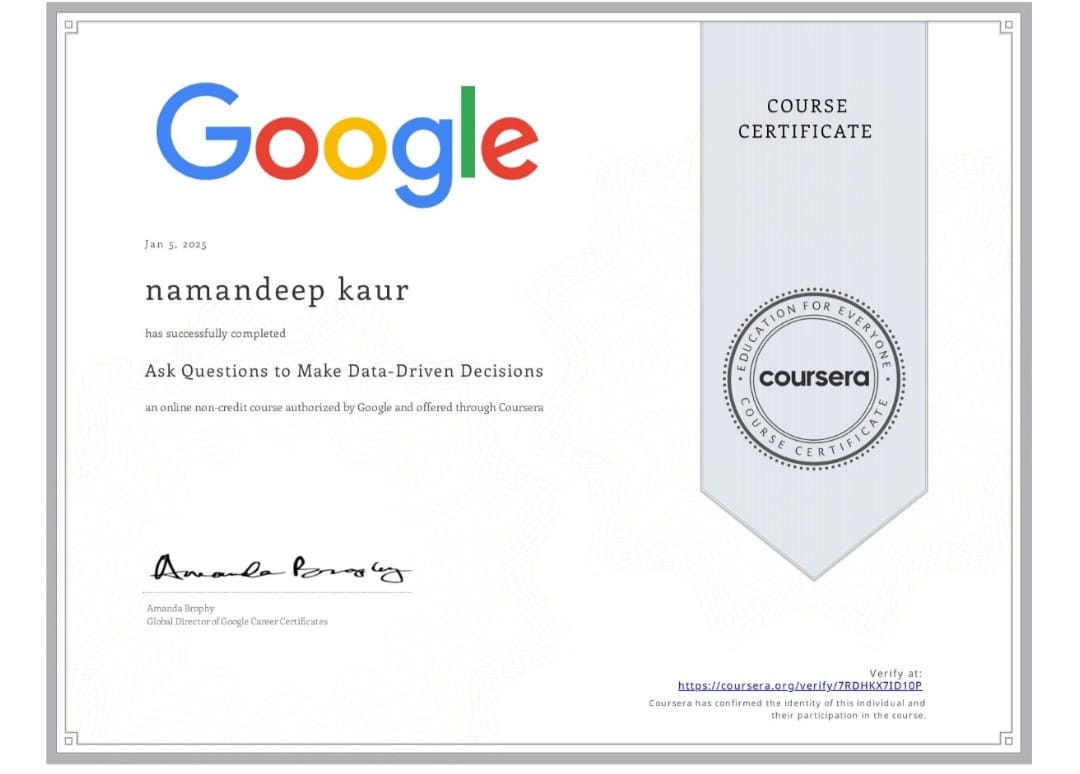 Google
COURSE
CERTIFICATE
Jan 5, 2025
namandeep kaur
has successfully completed
Ask Questions to Make Data-Driven Decisions
an online non-credit course authorized by Google and offered through Coursera
EDUCATION FOR EVERYONE
coursera
COURSE CERTIFICATE
Amanda Brophy
Amanda Brophy
Global Director of Google Career Certificates
Verify at:
https://coursera.org/verify/7RDHKX7ID10P
Coursera has confirmed the identity of this individual and
their participation in the course.